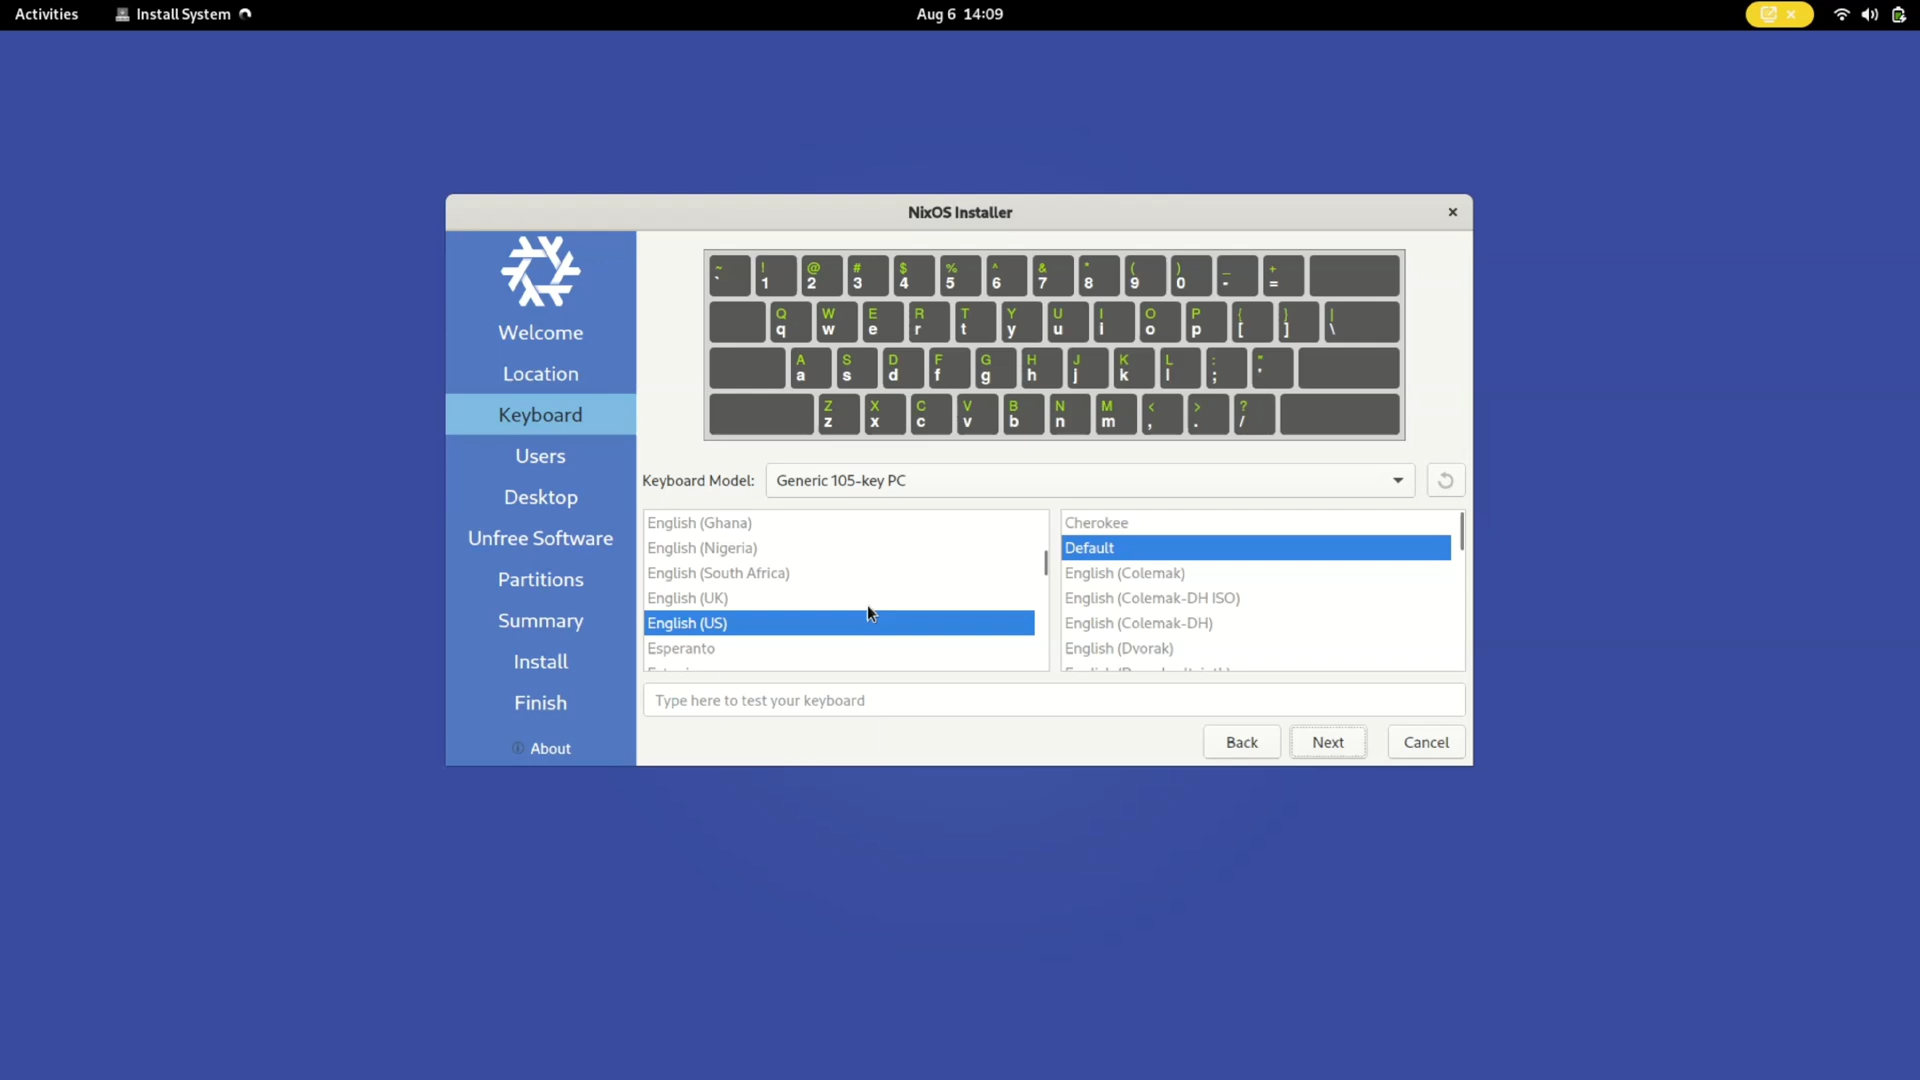 Activities Install System Aug 6 14:09
NixOS Installer
Welcome
Location
Keyboard
Users
Desktop
Unfree Software
Partitions
Summary
Install
Finish
About
~ ! @ # $ % ^ & * ( ) _ +
` 1 2 3 4 5 6 7 8 9 0 - =
Q W E R T Y U I O P { } |
q w e r t y u i o p [ ] \
A S D F G H J K L : "
a s d f g h j k l ; '
Z X C V B N M < > ?
z x c v b n m , . /
Keyboard Model: Generic 105-key PC
English (Ghana)
English (Nigeria)
English (South Africa)
English (UK)
English (US)
Esperanto
Cherokee
Default
English (Colemak)
English (Colemak-DH ISO)
English (Colemak-DH)
English (Dvorak)
Type here to test your keyboard
Back Next Cancel